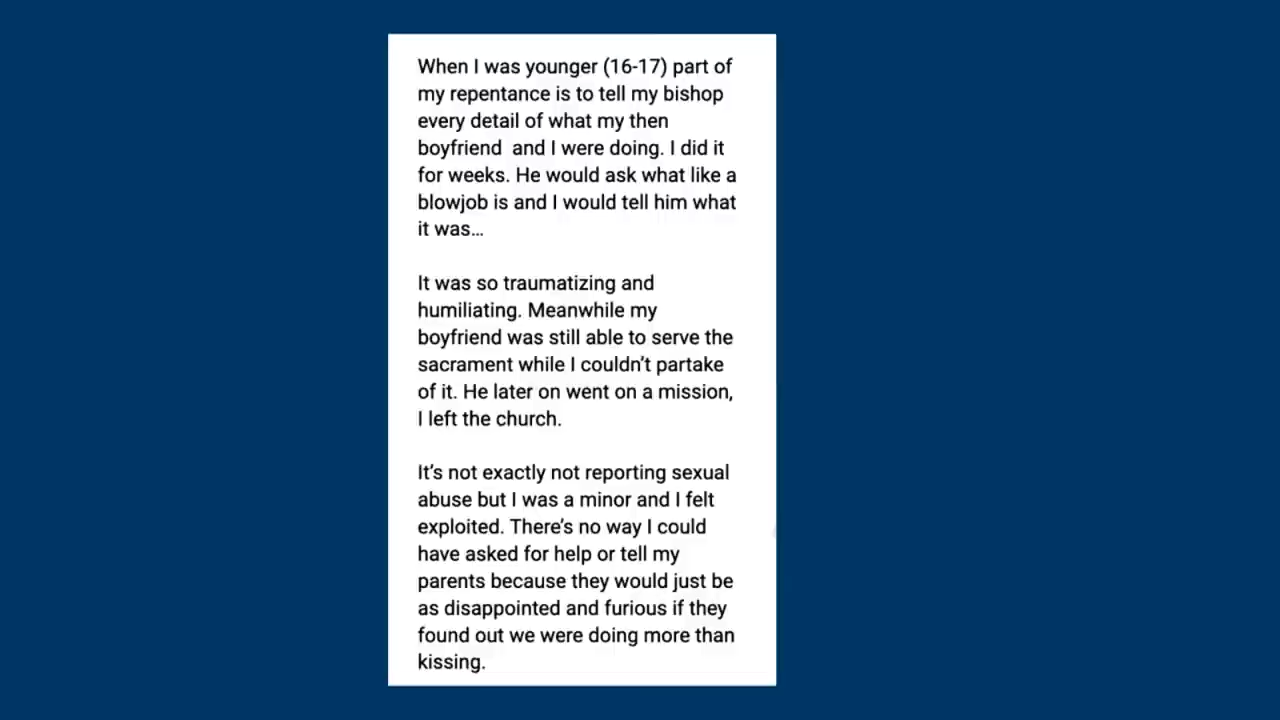 When I was younger (16-17) part of
my repentance is to tell my bishop
every detail of what my then
boyfriend  and I were doing. I did it
for weeks. He would ask what like a
blowjob is and I would tell him what
it was…
It was so traumatizing and
humiliating. Meanwhile my
boyfriend was still able to serve the
sacrament while I couldn’t partake
of it. He later on went on a mission,
I left the church.
It’s not exactly not reporting sexual
abuse but I was a minor and I felt
exploited. There’s no way I could
have asked for help or tell my
parents because they would just be
as disappointed and furious if they
found out we were doing more than
kissing.